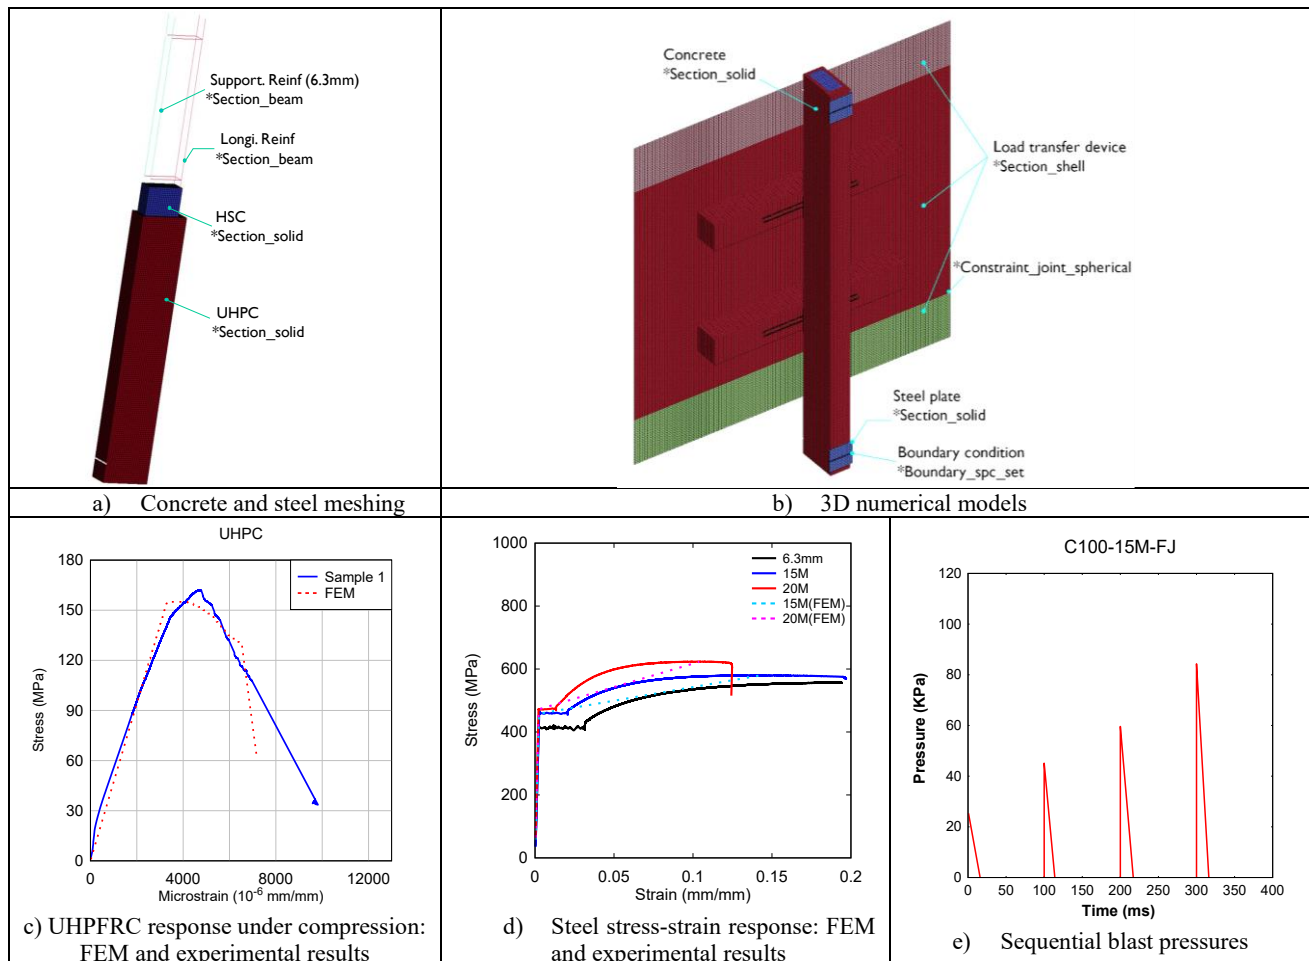 Support. Reinf (6.3mm)
*Section_beam
Longi. Reinf
*Section_beam
HSC
*Section_solid
UHPC
*Section_solid
a) Concrete and steel meshing
Concrete
*Section_solid
Load transfer device
*Section_shell
*Constraint_joint_spherical
Steel plate
*Section_solid
Boundary condition
*Boundary_spc_set
b) 3D numerical models
UHPC
180
150
120
90
60
30
0
Stress (MPa)
Sample 1
FEM
0 4000 8000 12000
Microstrain (10⁻⁶ mm/mm)
c) UHPFRC response under compression:
FEM and experimental results
1000
800
600
400
200
0
Stress (MPa)
6.3mm
15M
20M
15M(FEM)
20M(FEM)
0 0.05 0.1 0.15 0.2
Strain (mm/mm)
d) Steel stress-strain response: FEM
and experimental results
C100-15M-FJ
120
100
80
60
40
20
0
Pressure (KPa)
0 50 100 150 200 250 300 350 400
Time (ms)
e) Sequential blast pressures